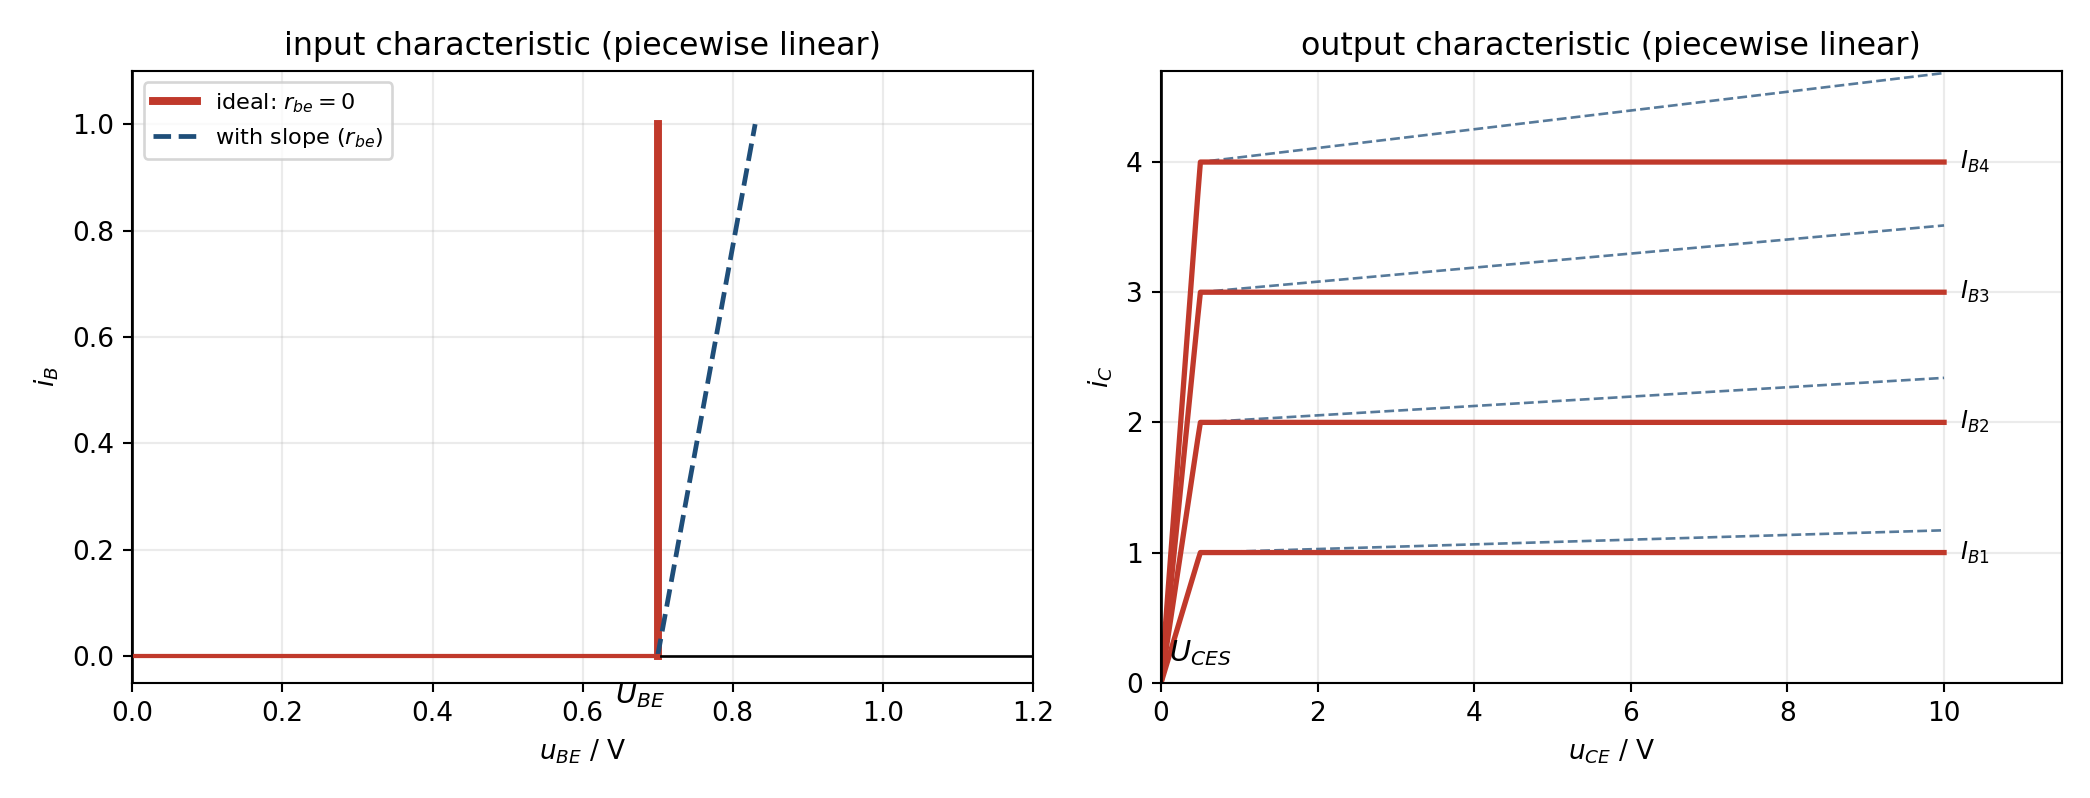 input characteristic (piecewise linear)
ideal: r_be = 0
with slope (r_be)
1.0
0.8
0.6
0.4
0.2
0.0
i_B
U_BE
0.0 0.2 0.4 0.6 0.8 1.0 1.2
u_BE / V
output characteristic (piecewise linear)
4
3
2
1
0
i_C
I_B4
I_B3
I_B2
I_B1
U_CES
0 2 4 6 8 10
u_CE / V